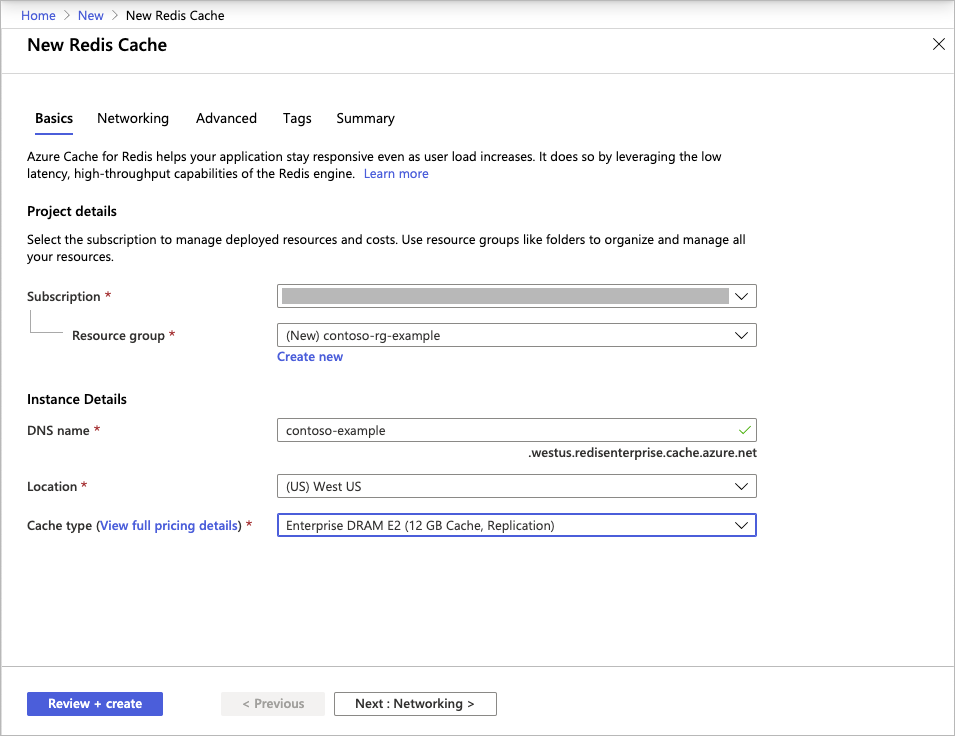 Home > New > New Redis Cache
New Redis Cache
Basics Networking Advanced Tags Summary
Azure Cache for Redis helps your application stay responsive even as user load increases. It does so by leveraging the low
latency, high-throughput capabilities of the Redis engine. Learn more
Project details
Select the subscription to manage deployed resources and costs. Use resource groups like folders to organize and manage all
your resources.
Subscription *
Resource group * (New) contoso-rg-example
Create new
Instance Details
DNS name * contoso-example
.westus.redisenterprise.cache.azure.net
Location * (US) West US
Cache type (View full pricing details) * Enterprise DRAM E2 (12 GB Cache, Replication)
Review + create < Previous Next : Networking >